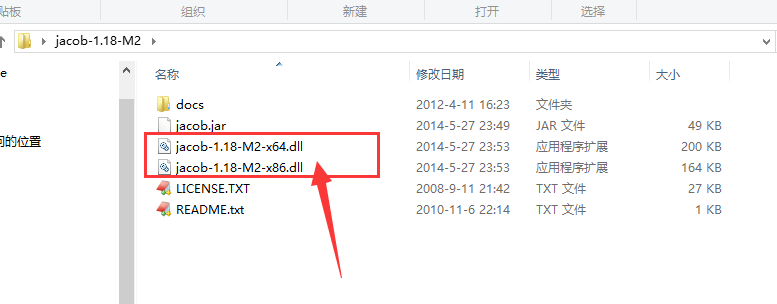 贴板 组织 新建 打开 选择
jacob-1.18-M2
e
问的位置
名称 修改日期 类型 大小
docs 2012-4-11 16:23 文件夹
jacob.jar 2014-5-27 23:49 JAR 文件 49 KB
jacob-1.18-M2-x64.dll 2014-5-27 23:49 应用程序扩展 200 KB
jacob-1.18-M2-x86.dll 2014-5-27 23:49 应用程序扩展 164 KB
LICENSE.TXT 2008-9-11 21:42 TXT 文件 27 KB
README.txt 2010-11-6 22:14 TXT 文件 1 KB